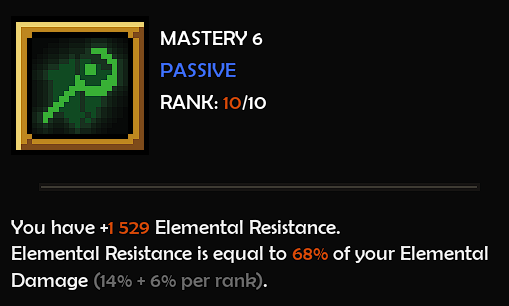 MASTERY 6
PASSIVE
RANK: 10/10
You have +1 529 Elemental Resistance.
Elemental Resistance is equal to 68% of your Elemental
Damage (14% + 6% per rank).